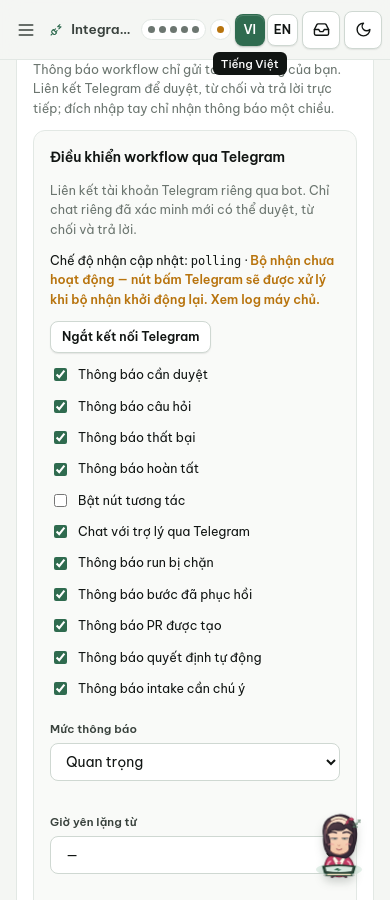 Integra...
VI
EN
Tiếng Việt
Thông báo workflow chỉ gửi của bạn.
Liên kết Telegram để duyệt, từ chối và trả lời trực
tiếp; đích nhập tay chỉ nhận thông báo một chiều.
Điều khiển workflow qua Telegram
Liên kết tài khoản Telegram riêng qua bot. Chỉ
chat riêng đã xác minh mới có thể duyệt, từ
chối và trả lời.
Chế độ nhận cập nhật: polling · Bộ nhận chưa
hoạt động — nút bấm Telegram sẽ được xử lý
khi bộ nhận khởi động lại. Xem log máy chủ.
Ngắt kết nối Telegram
Thông báo cần duyệt
Thông báo câu hỏi
Thông báo thất bại
Thông báo hoàn tất
Bật nút tương tác
Chat với trợ lý qua Telegram
Thông báo run bị chặn
Thông báo bước đã phục hồi
Thông báo PR được tạo
Thông báo quyết định tự động
Thông báo intake cần chú ý
Mức thông báo
Quan trọng
Giờ yên lặng từ
—